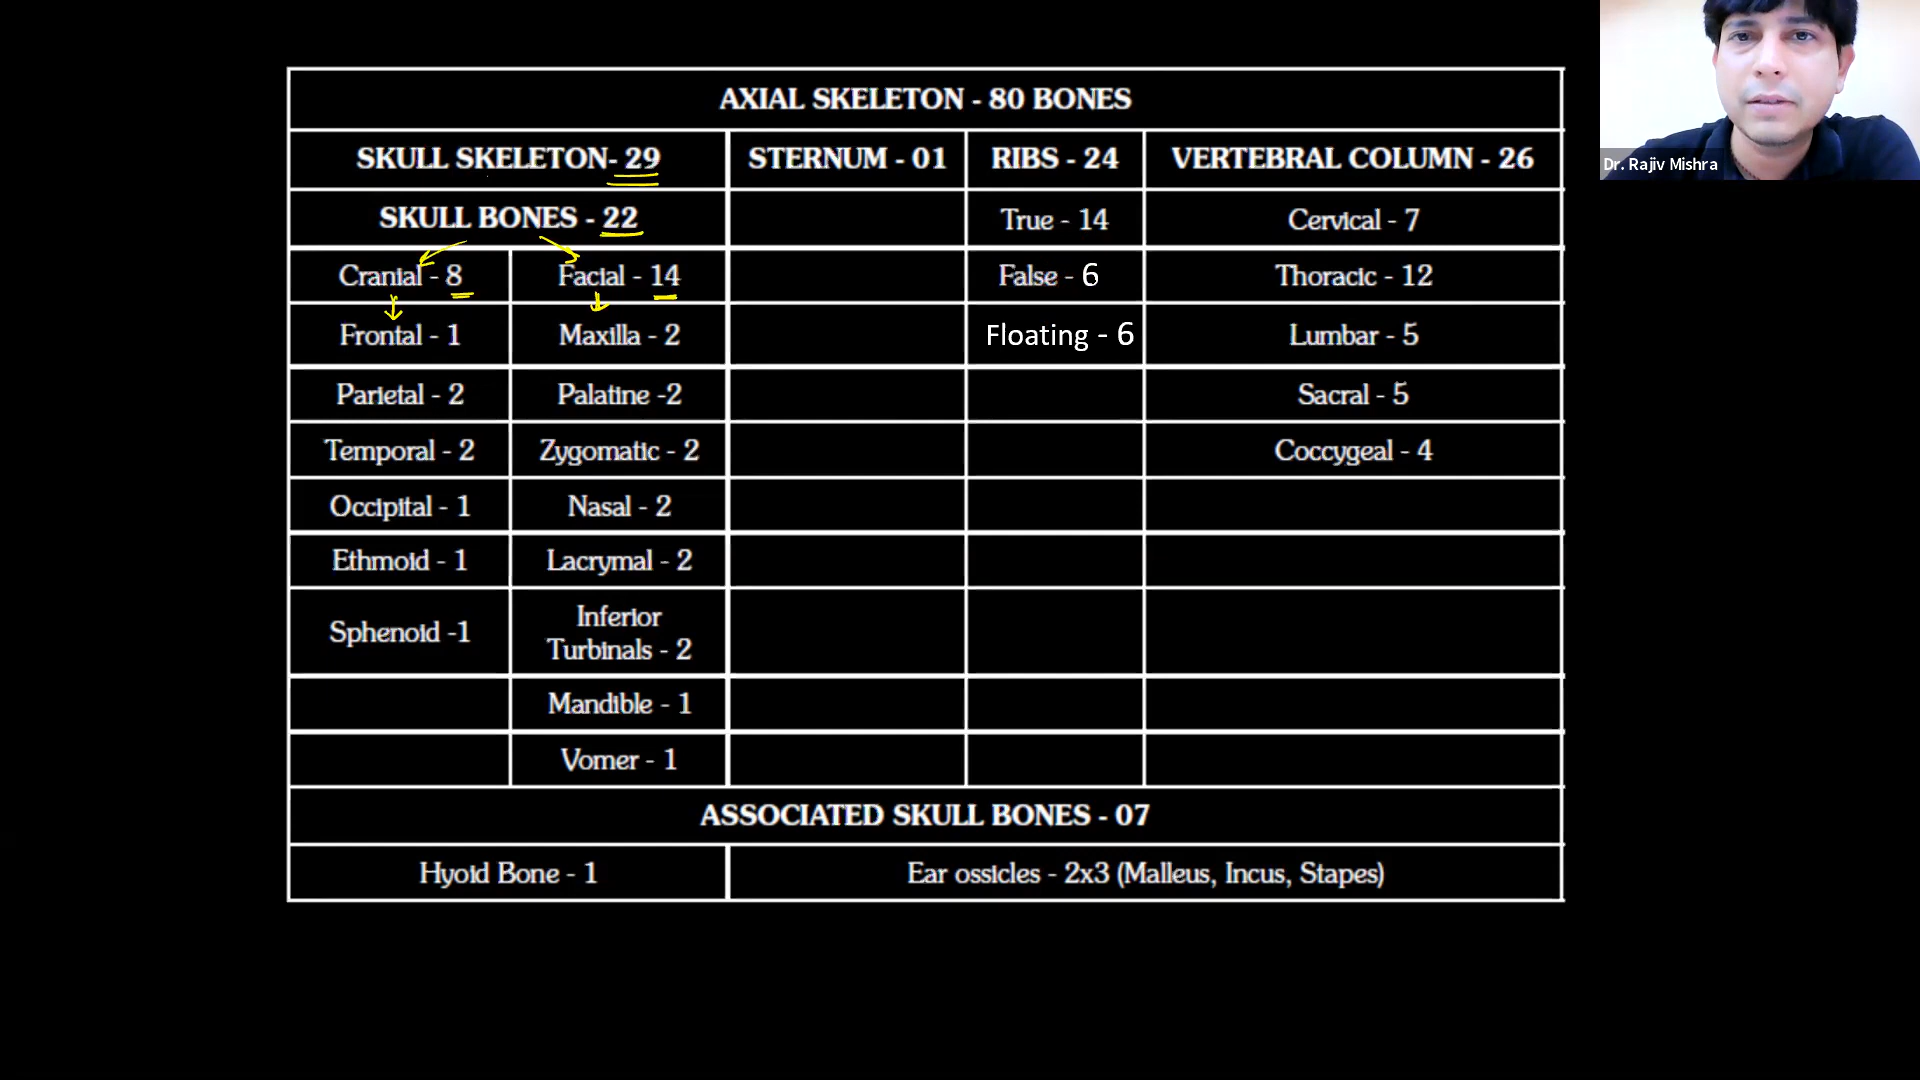 AXIAL SKELETON - 80 BONES
SKULL SKELETON- 29 STERNUM - 01 RIBS - 24 VERTEBRAL COLUMN - 26
SKULL BONES - 22 True - 14 Cervical - 7
Cranial - 8 Facial - 14 False - 6 Thoracic - 12
Frontal - 1 Maxilla - 2 Floating - 6 Lumbar - 5
Parietal - 2 Palatine -2 Sacral - 5
Temporal - 2 Zygomatic - 2 Coccygeal - 4
Occipital - 1 Nasal - 2
Ethmoid - 1 Lacrymal - 2
Sphenoid -1 Inferior
Turbinals - 2
Mandible - 1
Vomer - 1
ASSOCIATED SKULL BONES - 07
Hyoid Bone - 1 Ear ossicles - 2x3 (Malleus, Incus, Stapes)
Dr. Rajiv Mishra